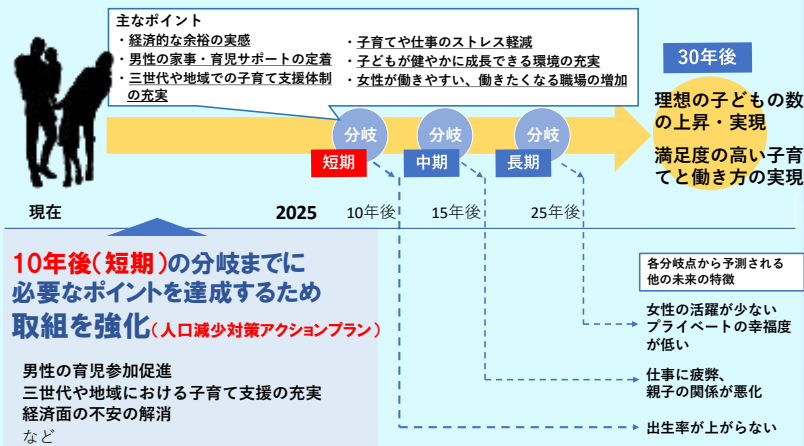 主なポイント
・経済的な余裕の実感
・男性の家事・育児サポートの定着
・三世代や地域での子育て支援体制
の充実
・子育てや仕事のストレス軽減
・子どもが健やかに成長できる環境の充実
・女性が働きやすい、働きたくなる職場の増加
30年後
理想の子どもの数
の上昇・実現
満足度の高い子育
てと働き方の実現
分岐
分岐
分岐
短期
中期
長期
現在
2025
10年後
15年後
25年後
10年後(短期)の分岐までに
必要なポイントを達成するため
取組を強化(人口減少対策アクションプラン)
男性の育児参加促進
三世代や地域における子育て支援の充実
経済面の不安の解消
など
各分岐点から予測される
他の未来の特徴
女性の活躍が少ない
プライベートの幸福度
が低い
仕事に疲弊、
親子の関係が悪化
出生率が上がらない